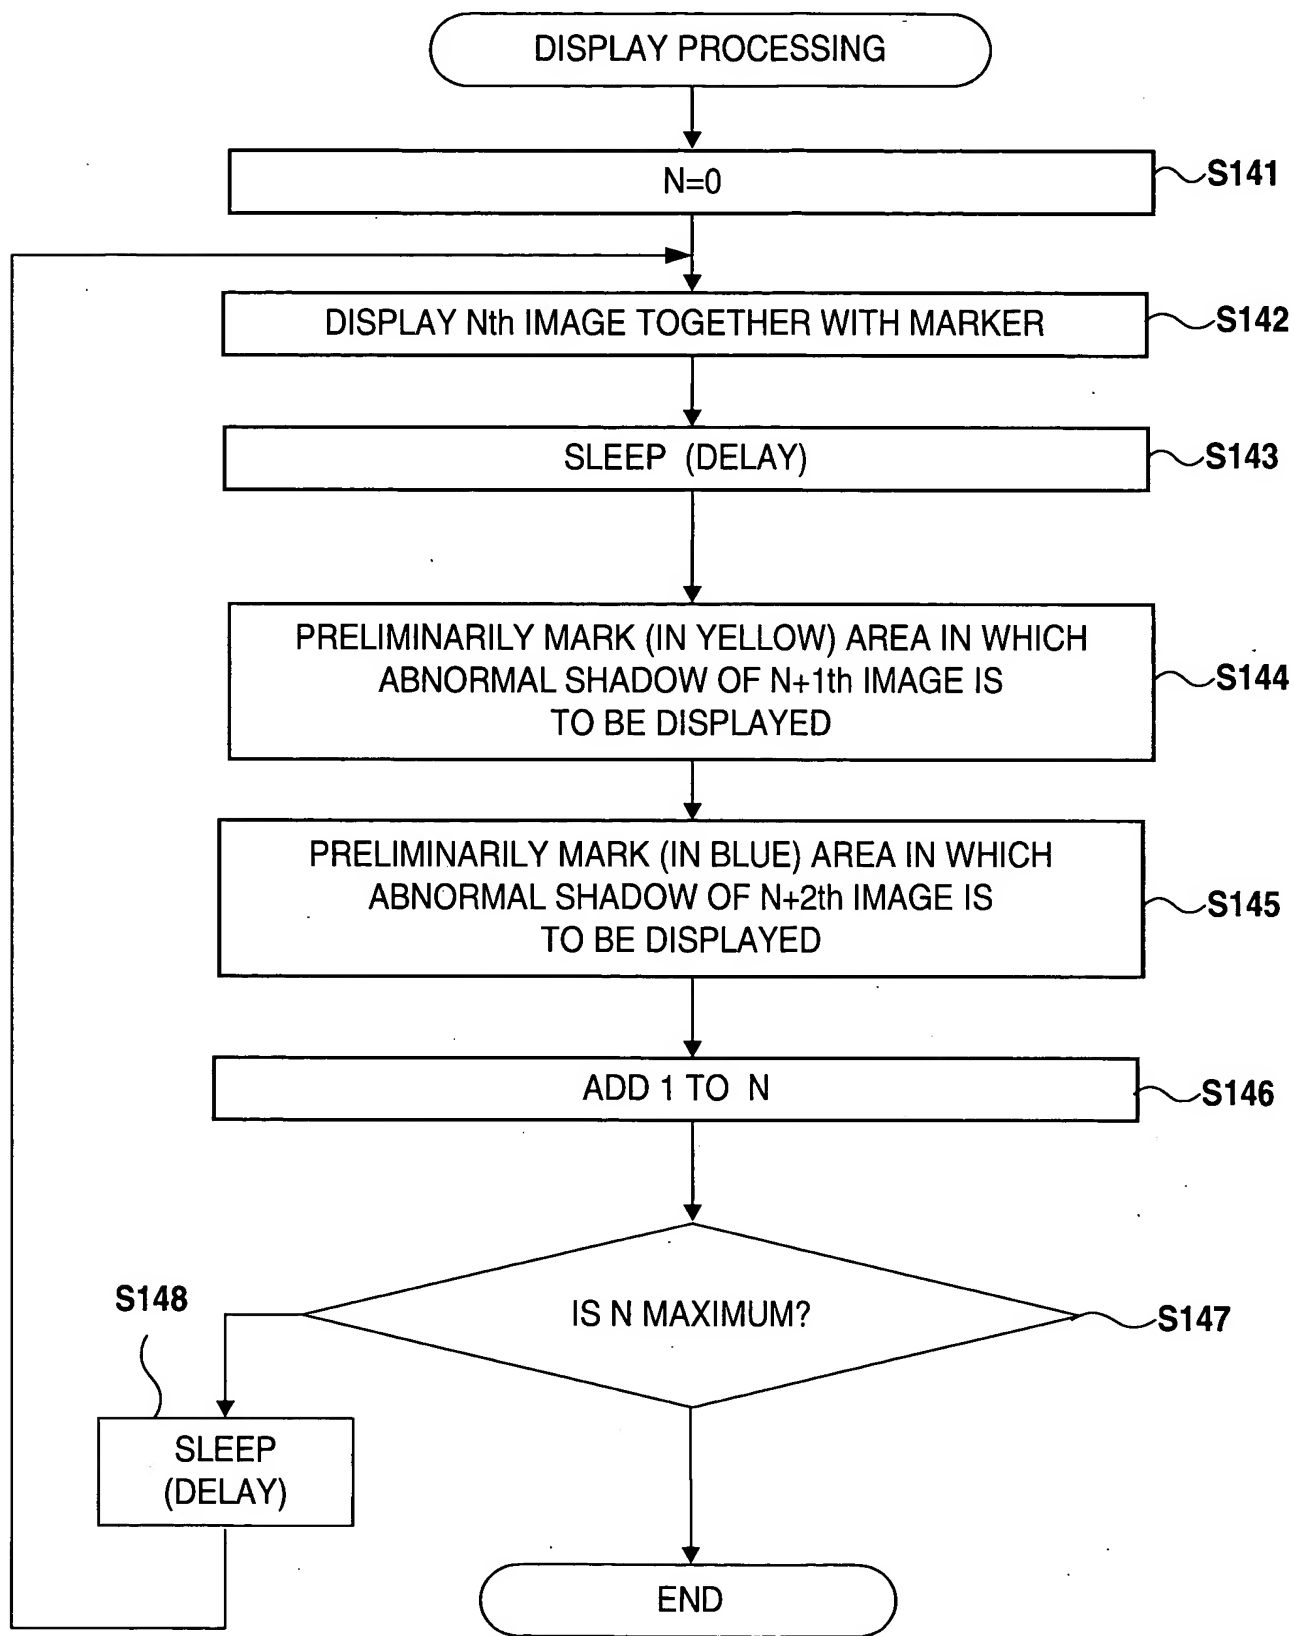 DISPLAY PROCESSING
N=0
S141
DISPLAY Nth IMAGE TOGETHER WITH MARKER
S142
SLEEP (DELAY)
S143
PRELIMINARILY MARK (IN YELLOW) AREA IN WHICH
ABNORMAL SHADOW OF N+1th IMAGE IS
TO BE DISPLAYED
S144
PRELIMINARILY MARK (IN BLUE) AREA IN WHICH
ABNORMAL SHADOW OF N+2th IMAGE IS
TO BE DISPLAYED
S145
ADD 1 TO N
S146
IS N MAXIMUM?
S147
S148
SLEEP
(DELAY)
END